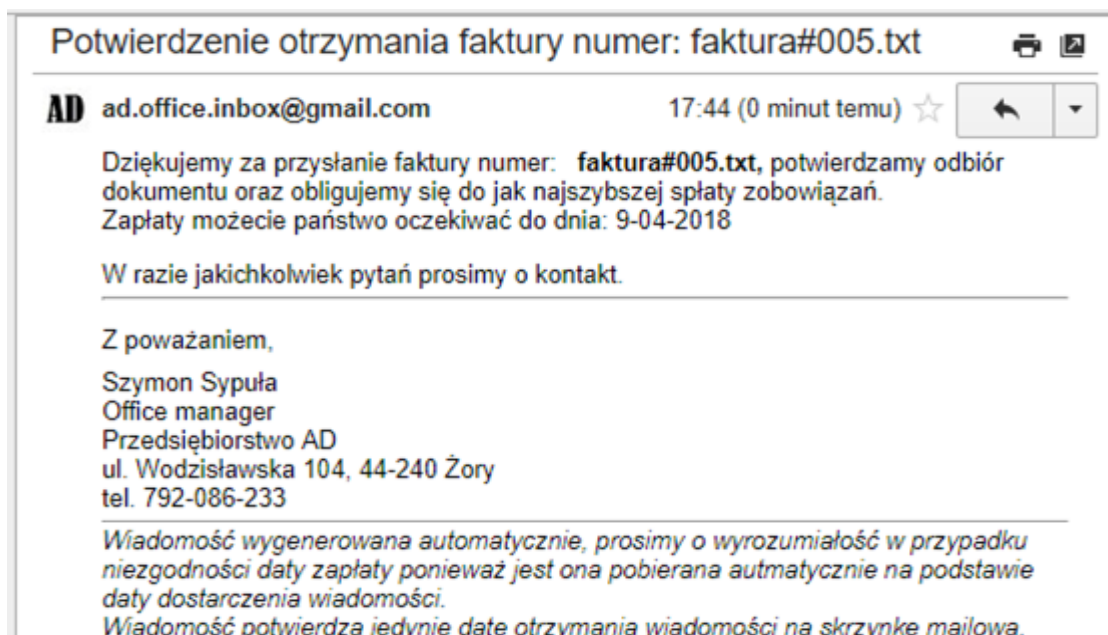 Potwierdzenie otrzymania faktury numer: faktura#005.txt
AD ad.office.inbox@gmail.com 17:44 (0 minut temu)
Dziękujemy za przysłanie faktury numer: faktura#005.txt, potwierdzamy odbiór
dokumentu oraz obligujemy się do jak najszybszej spłaty zobowiązań.
Zapłaty możecie państwo oczekiwać do dnia: 9-04-2018
W razie jakichkolwiek pytań prosimy o kontakt.
Z poważaniem,
Szymon Sypuła
Office manager
Przedsiębiorstwo AD
ul. Wodzisławska 104, 44-240 Żory
tel. 792-086-233
Wiadomość wygenerowana automatycznie, prosimy o wyrozumiałość w przypadku
niezgodności daty zapłaty ponieważ jest ona pobierana autmatycznie na podstawie
daty dostarczenia wiadomości.
Wiadomość potwierdza jedynie datę otrzymania wiadomości na skrzynkę mailową.